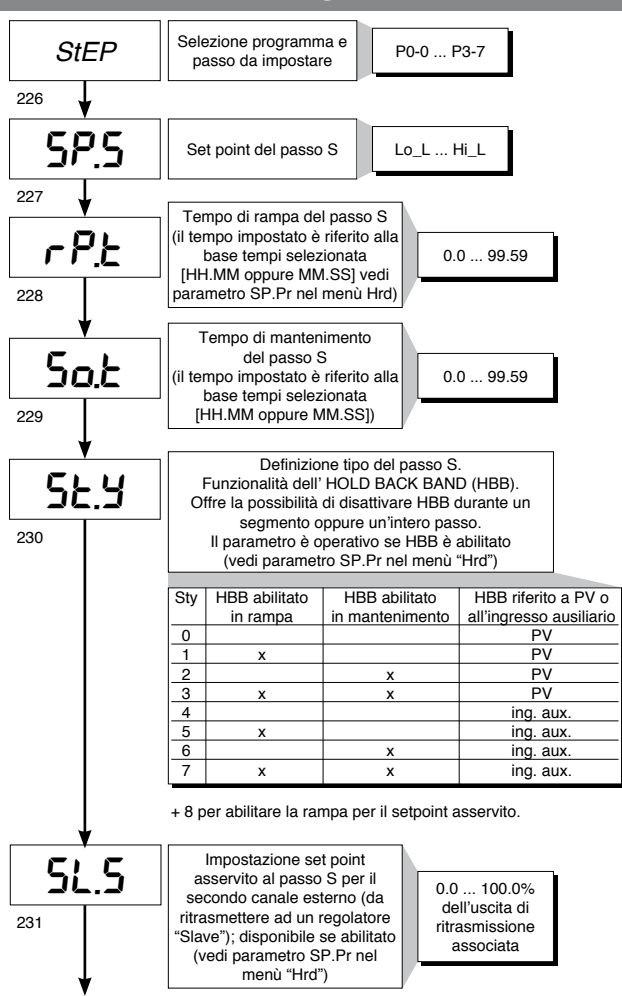 StEP
Selezione programma e
passo da impostare
P0-0 ... P3-7
226
SP.S
Set point del passo S
Lo_L ... Hi_L
227
rP.t
Tempo di rampa del passo S
(il tempo impostato è riferito alla
base tempi selezionata
[HH.MM oppure MM.SS] vedi
parametro SP.Pr nel menù Hrd)
0.0 ... 99.59
228
So.t
Tempo di mantenimento
del passo S
(il tempo impostato è riferito alla
base tempi selezionata
[HH.MM oppure MM.SS])
0.0 ... 99.59
229
St.y
Definizione tipo del passo S.
Funzionalità dell' HOLD BACK BAND (HBB).
Offre la possibilità di disattivare HBB durante un
segmento oppure un'intero passo.
Il parametro è operativo se HBB è abilitato
(vedi parametro SP.Pr nel menù “Hrd”)
230
Sty HBB abilitato in rampa HBB abilitato in mantenimento HBB riferito a PV o all'ingresso ausiliario
0 PV
1 x PV
2 x PV
3 x x PV
4 ing. aux.
5 x ing. aux.
6 x ing. aux.
7 x x ing. aux.
+ 8 per abilitare la rampa per il setpoint asservito.
SL.S
Impostazione set point
asservito al passo S per il
secondo canale esterno (da
ritrasmettere ad un regolatore
“Slave”); disponibile se abilitato
(vedi parametro SP.Pr nel
menù “Hrd”)
0.0 ... 100.0%
dell'uscita di
ritrasmissione
associata
231